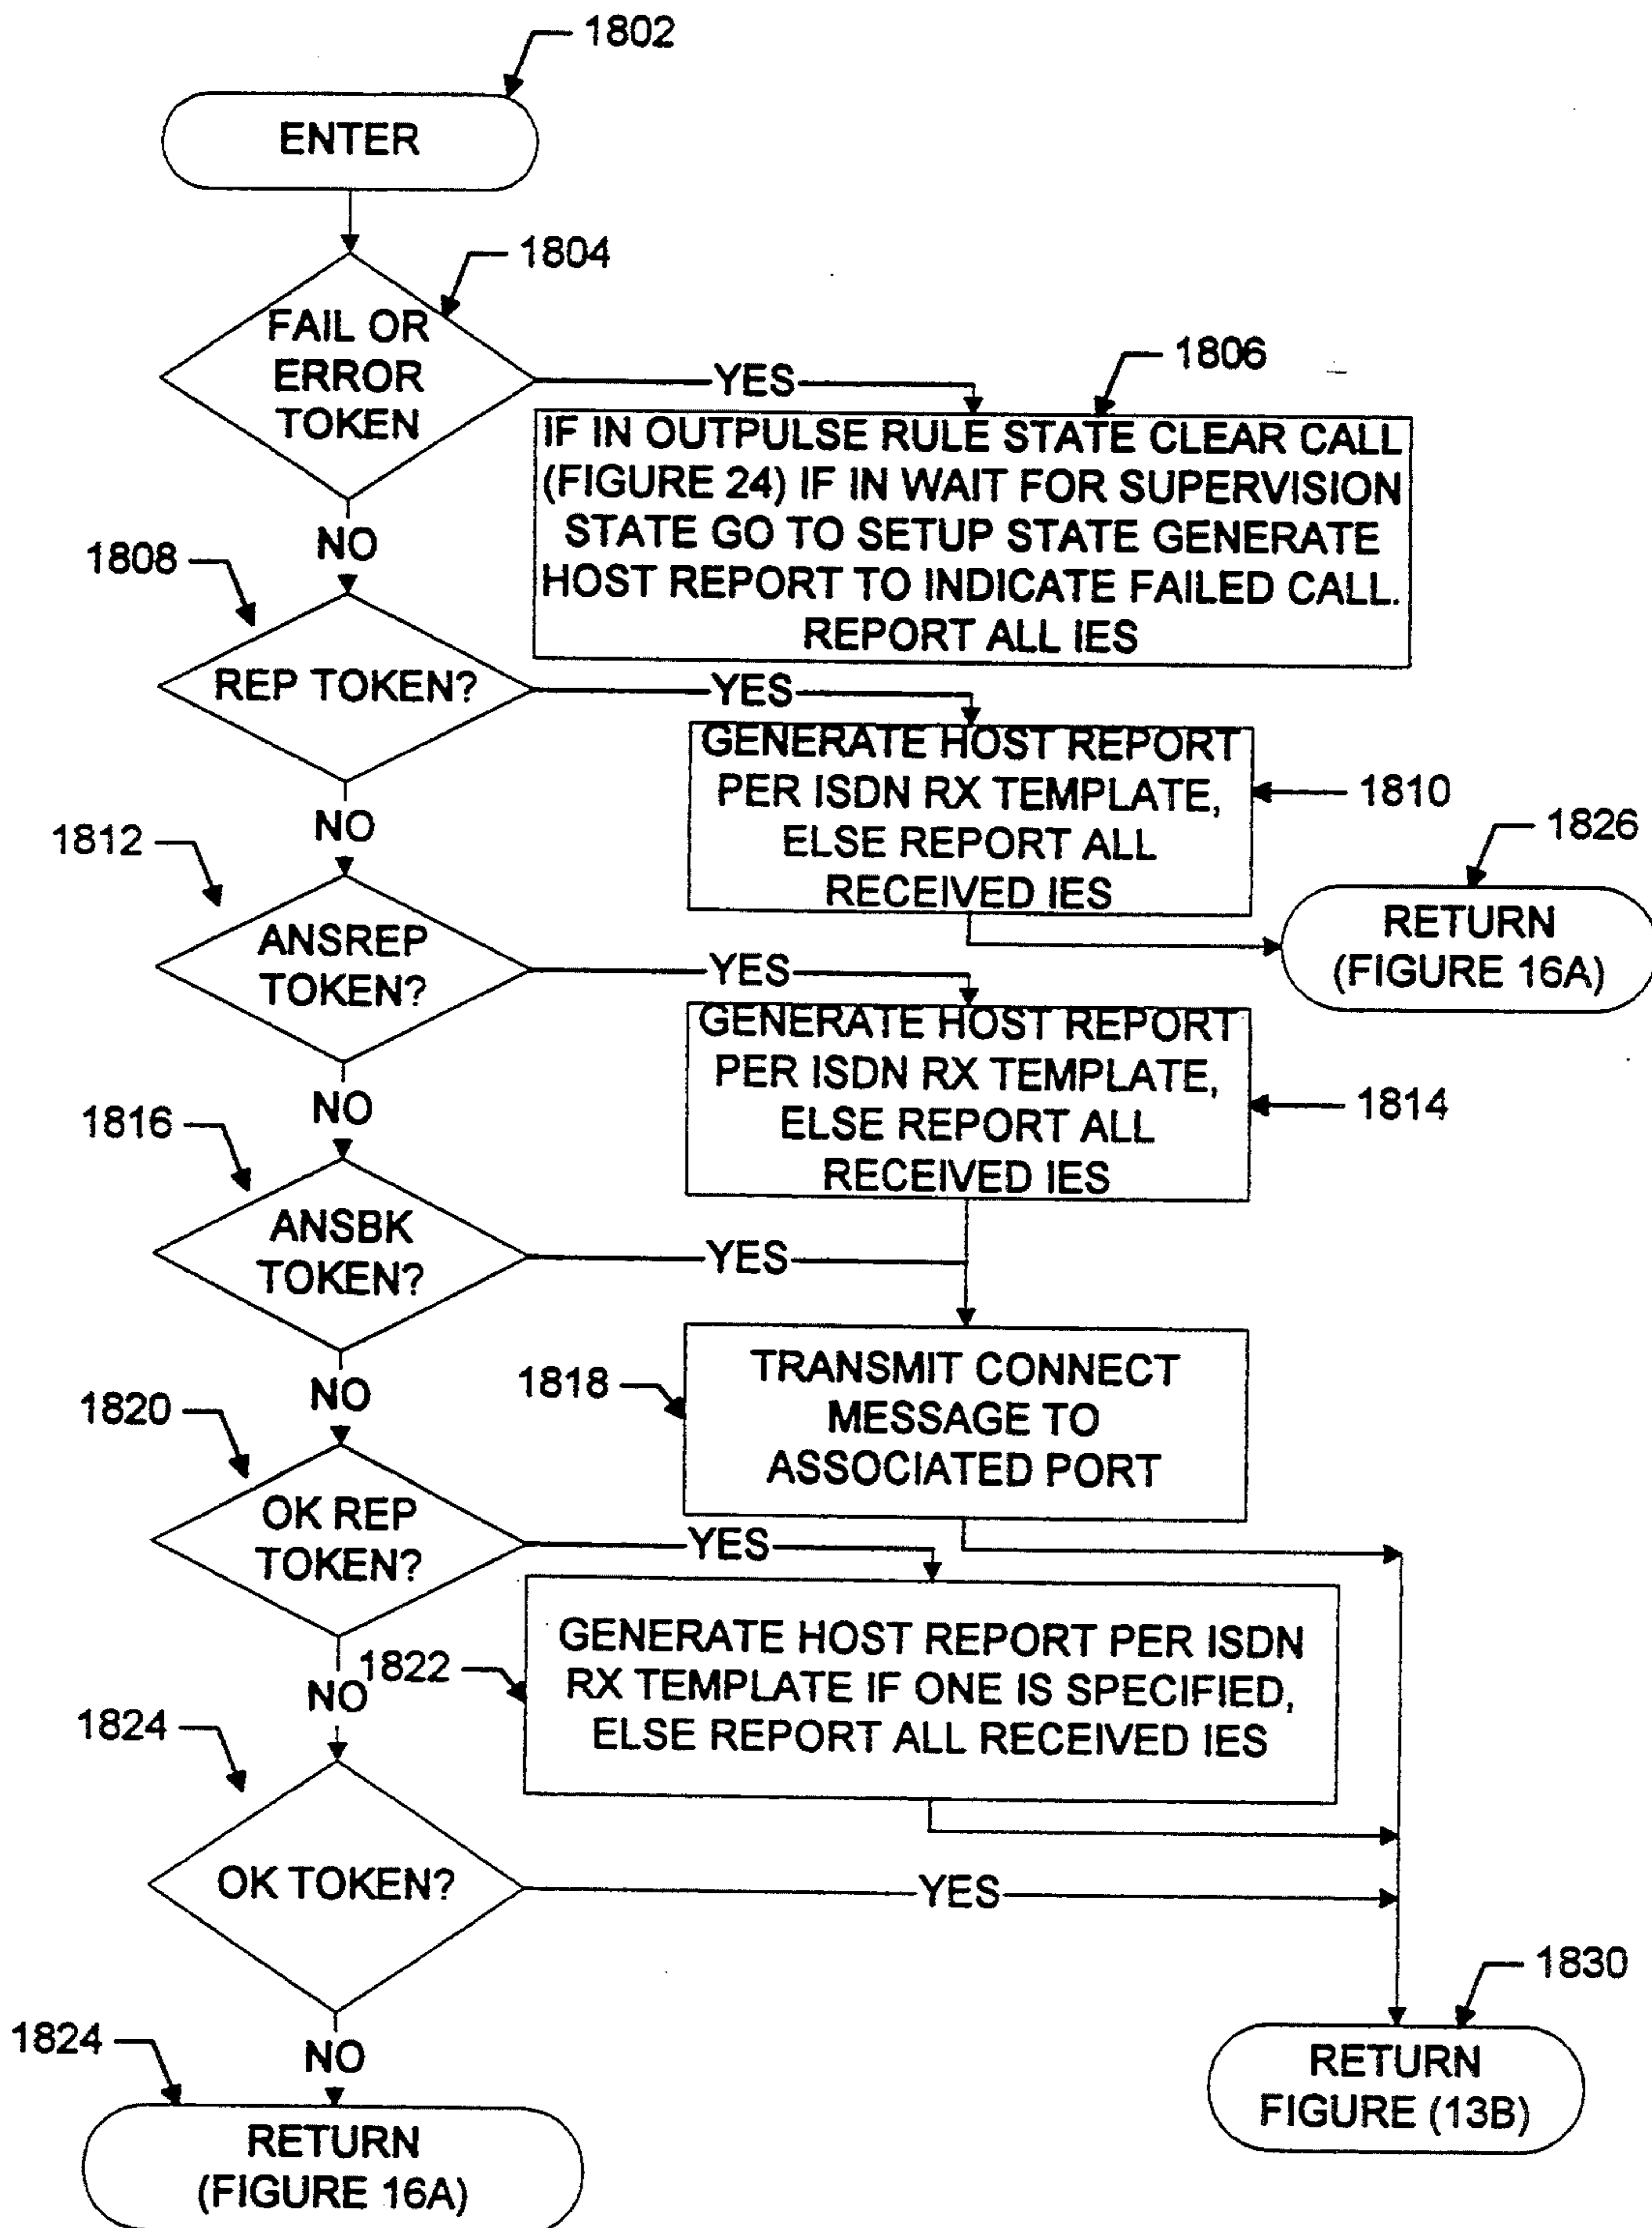 1802
ENTER
1804
FAIL OR
ERROR
TOKEN
YES
1806
IF IN OUTPULSE RULE STATE CLEAR CALL
(FIGURE 24) IF IN WAIT FOR SUPERVISION
STATE GO TO SETUP STATE GENERATE
HOST REPORT TO INDICATE FAILED CALL.
REPORT ALL IES
NO
1808
REP TOKEN?
YES
GENERATE HOST REPORT
PER ISDN RX TEMPLATE,
ELSE REPORT ALL
RECEIVED IES
1810
1826
RETURN
(FIGURE 16A)
NO
1812
ANSREP
TOKEN?
YES
GENERATE HOST REPORT
PER ISDN RX TEMPLATE,
ELSE REPORT ALL
RECEIVED IES
1814
NO
1816
ANSBK
TOKEN?
YES
1818
TRANSMIT CONNECT
MESSAGE TO
ASSOCIATED PORT
NO
1820
OK REP
TOKEN?
YES
1822
GENERATE HOST REPORT PER ISDN
RX TEMPLATE IF ONE IS SPECIFIED,
ELSE REPORT ALL RECEIVED IES
NO
1824
OK TOKEN?
YES
1830
RETURN
FIGURE (13B)
NO
1824
RETURN
(FIGURE 16A)